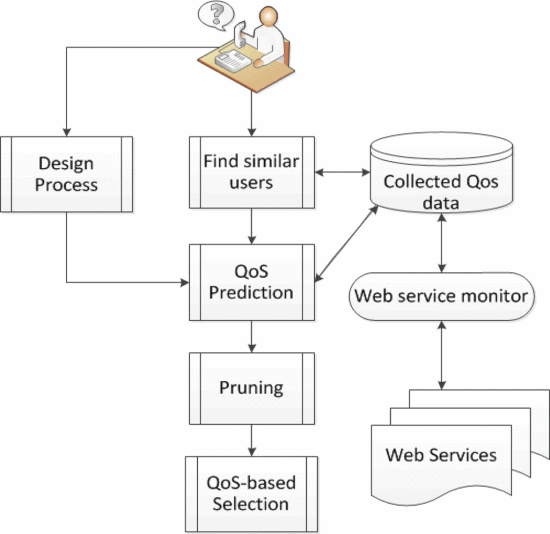 ?
Design
Process
Find similar
users
Collected Qos
data
QoS
Prediction
Web service monitor
Pruning
Web Services
QoS-based
Selection